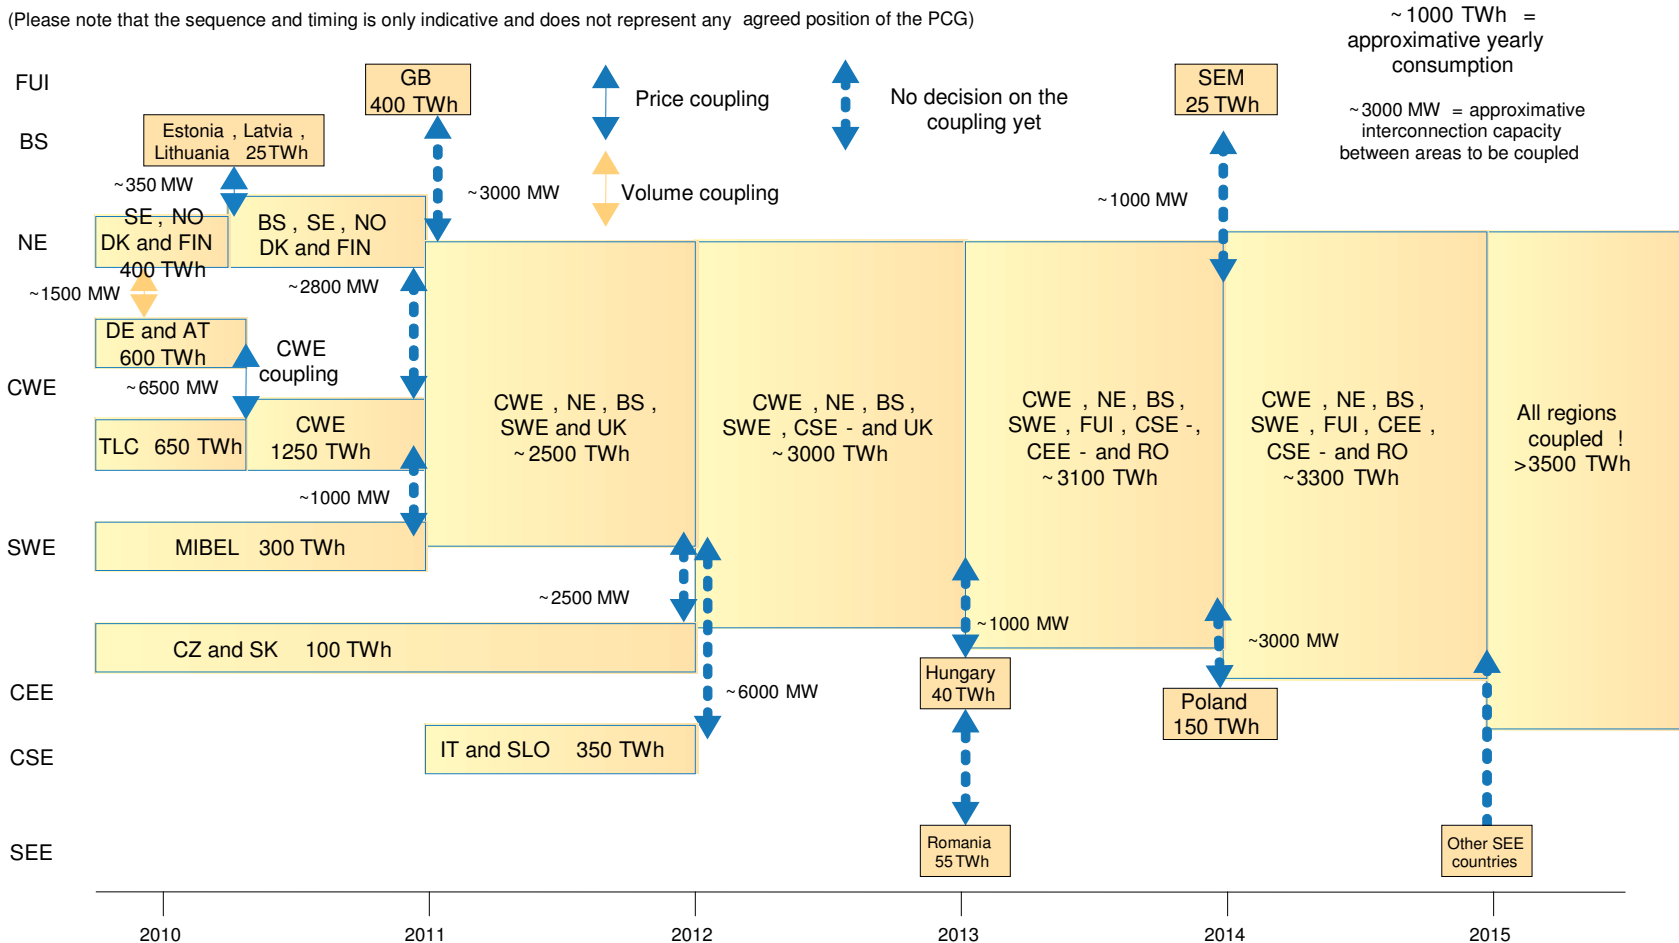 (Please note that the sequence and timing is only indicative and does not represent any agreed position of the PCG)
~1000 TWh =
approximative yearly
consumption
~3000 MW = approximative
interconnection capacity
between areas to be coupled
FUI
GB
400 TWh
Price coupling
No decision on the
coupling yet
SEM
25 TWh
BS
Estonia , Latvia ,
Lithuania 25TWh
~350 MW
~3000 MW
Volume coupling
~1000 MW
NE
SE , NO
DK and FIN
400 TWh
BS , SE , NO
DK and FIN
~1500 MW
~2800 MW
DE and AT
600 TWh
CWE
coupling
CWE
~6500 MW
TLC 650 TWh
CWE
1250 TWh
CWE , NE , BS ,
SWE and UK
~2500 TWh
CWE , NE , BS ,
SWE , CSE - and UK
~3000 TWh
CWE , NE , BS ,
SWE , FUI , CSE -,
CEE - and RO
~3100 TWh
CWE , NE , BS ,
SWE , FUI , CEE ,
CSE - and RO
~3300 TWh
All regions
coupled !
>3500 TWh
~1000 MW
SWE
MIBEL 300 TWh
~2500 MW
~1000 MW
~3000 MW
CZ and SK 100 TWh
CEE
~6000 MW
Hungary
40TWh
Poland
150 TWh
CSE
IT and SLO 350 TWh
SEE
Romania
55TWh
Other SEE
countries
2010
2011
2012
2013
2014
2015